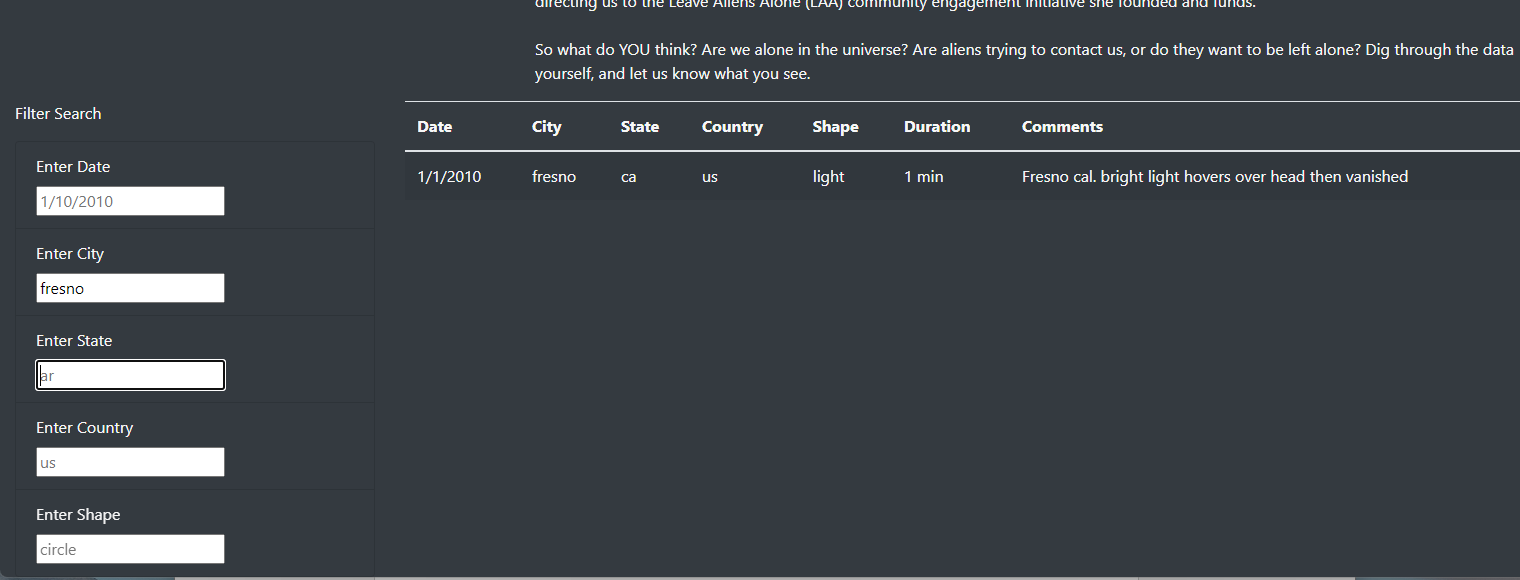 directing us to the Leave Aliens Alone (LAA) community engagement initiative she founded and funds.
So what do YOU think? Are we alone in the universe? Are aliens trying to contact us, or do they want to be left alone? Dig through the data
yourself, and let us know what you see.
Filter Search
Enter Date
1/10/2010
Enter City
fresno
Enter State
ar
Enter Country
us
Enter Shape
circle
Date City State Country Shape Duration Comments
1/1/2010 fresno ca us light 1 min Fresno cal. bright light hovers over head then vanished